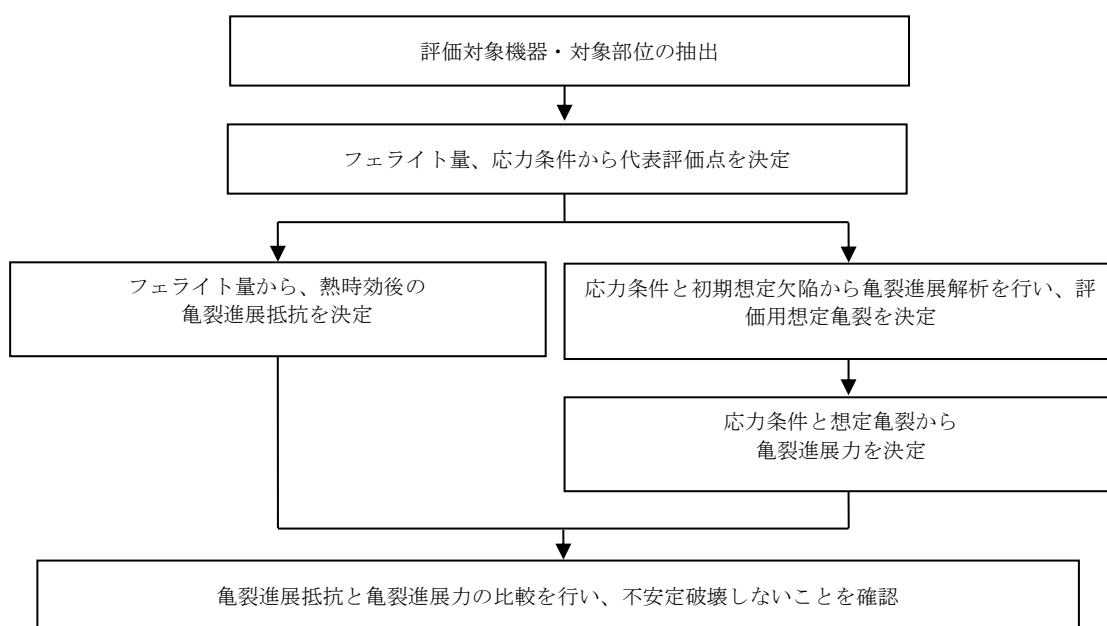 評価対象機器・対象部位の抽出
フェライト量、応力条件から代表評価点を決定
フェライト量から、熱時効後の
亀裂進展抵抗を決定
応力条件と初期想定欠陥から亀裂進展解析を行い、評
価用想定亀裂を決定
応力条件と想定亀裂から
亀裂進展力を決定
亀裂進展抵抗と亀裂進展力の比較を行い、不安定破壊しないことを確認